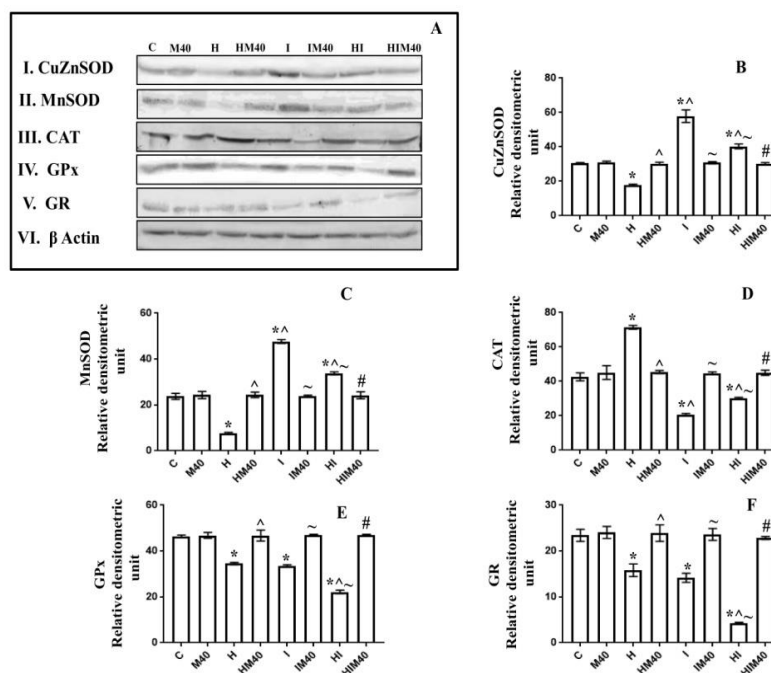 A
C M40 H HM40 I IM40 HI HIM40
I. CuZnSOD
II. MnSOD
III. CAT
IV. GPx
V. GR
VI. β Actin
B
CuZnSOD
Relative densitometric
unit
80
60
40
20
0
* *^ *^~
^ ~ #
C M40 H HM40 I IM40 HI HIM40
C
MnSOD
Relative densitometric
unit
60
40
20
0
* ^ *^ ~ *^~ #
C M40 H HM40 I IM40 HI HIM40
D
CAT
Relative densitometric
unit
80
60
40
20
0
* ^ *^ ~ *^~ #
C M40 H HM40 I IM40 HI HIM40
E
GPx
Relative densitometric
unit
60
40
20
0
* ^ * ~ *^~ #
C M40 H HM40 I IM40 HI HIM40
F
GR
Relative densitometric
unit
30
20
10
0
* ^ * ~ *^~ #
C M40 H HM40 I IM40 HI HIM40